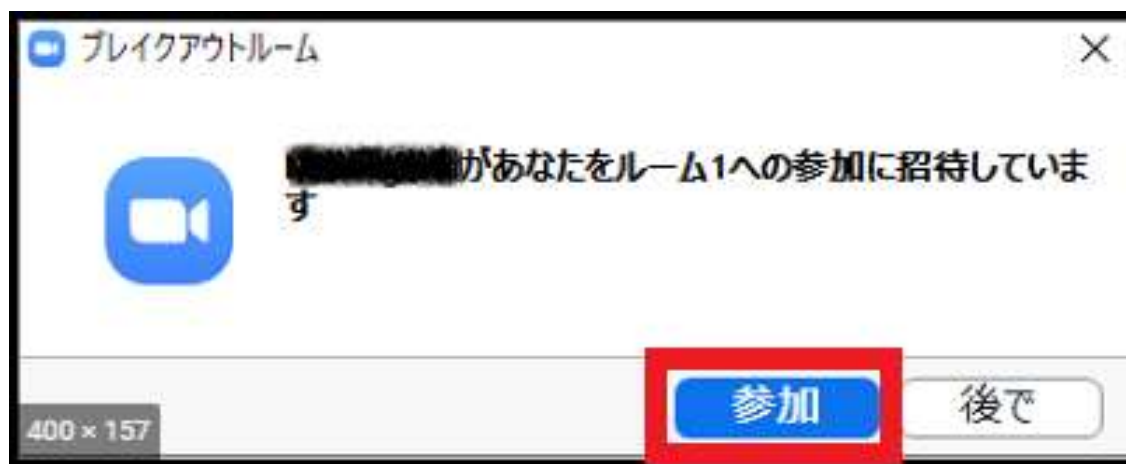 ブレイクアウトルーム
があなたをルーム1への参加に招待していま
す
参加
後で
400 × 157